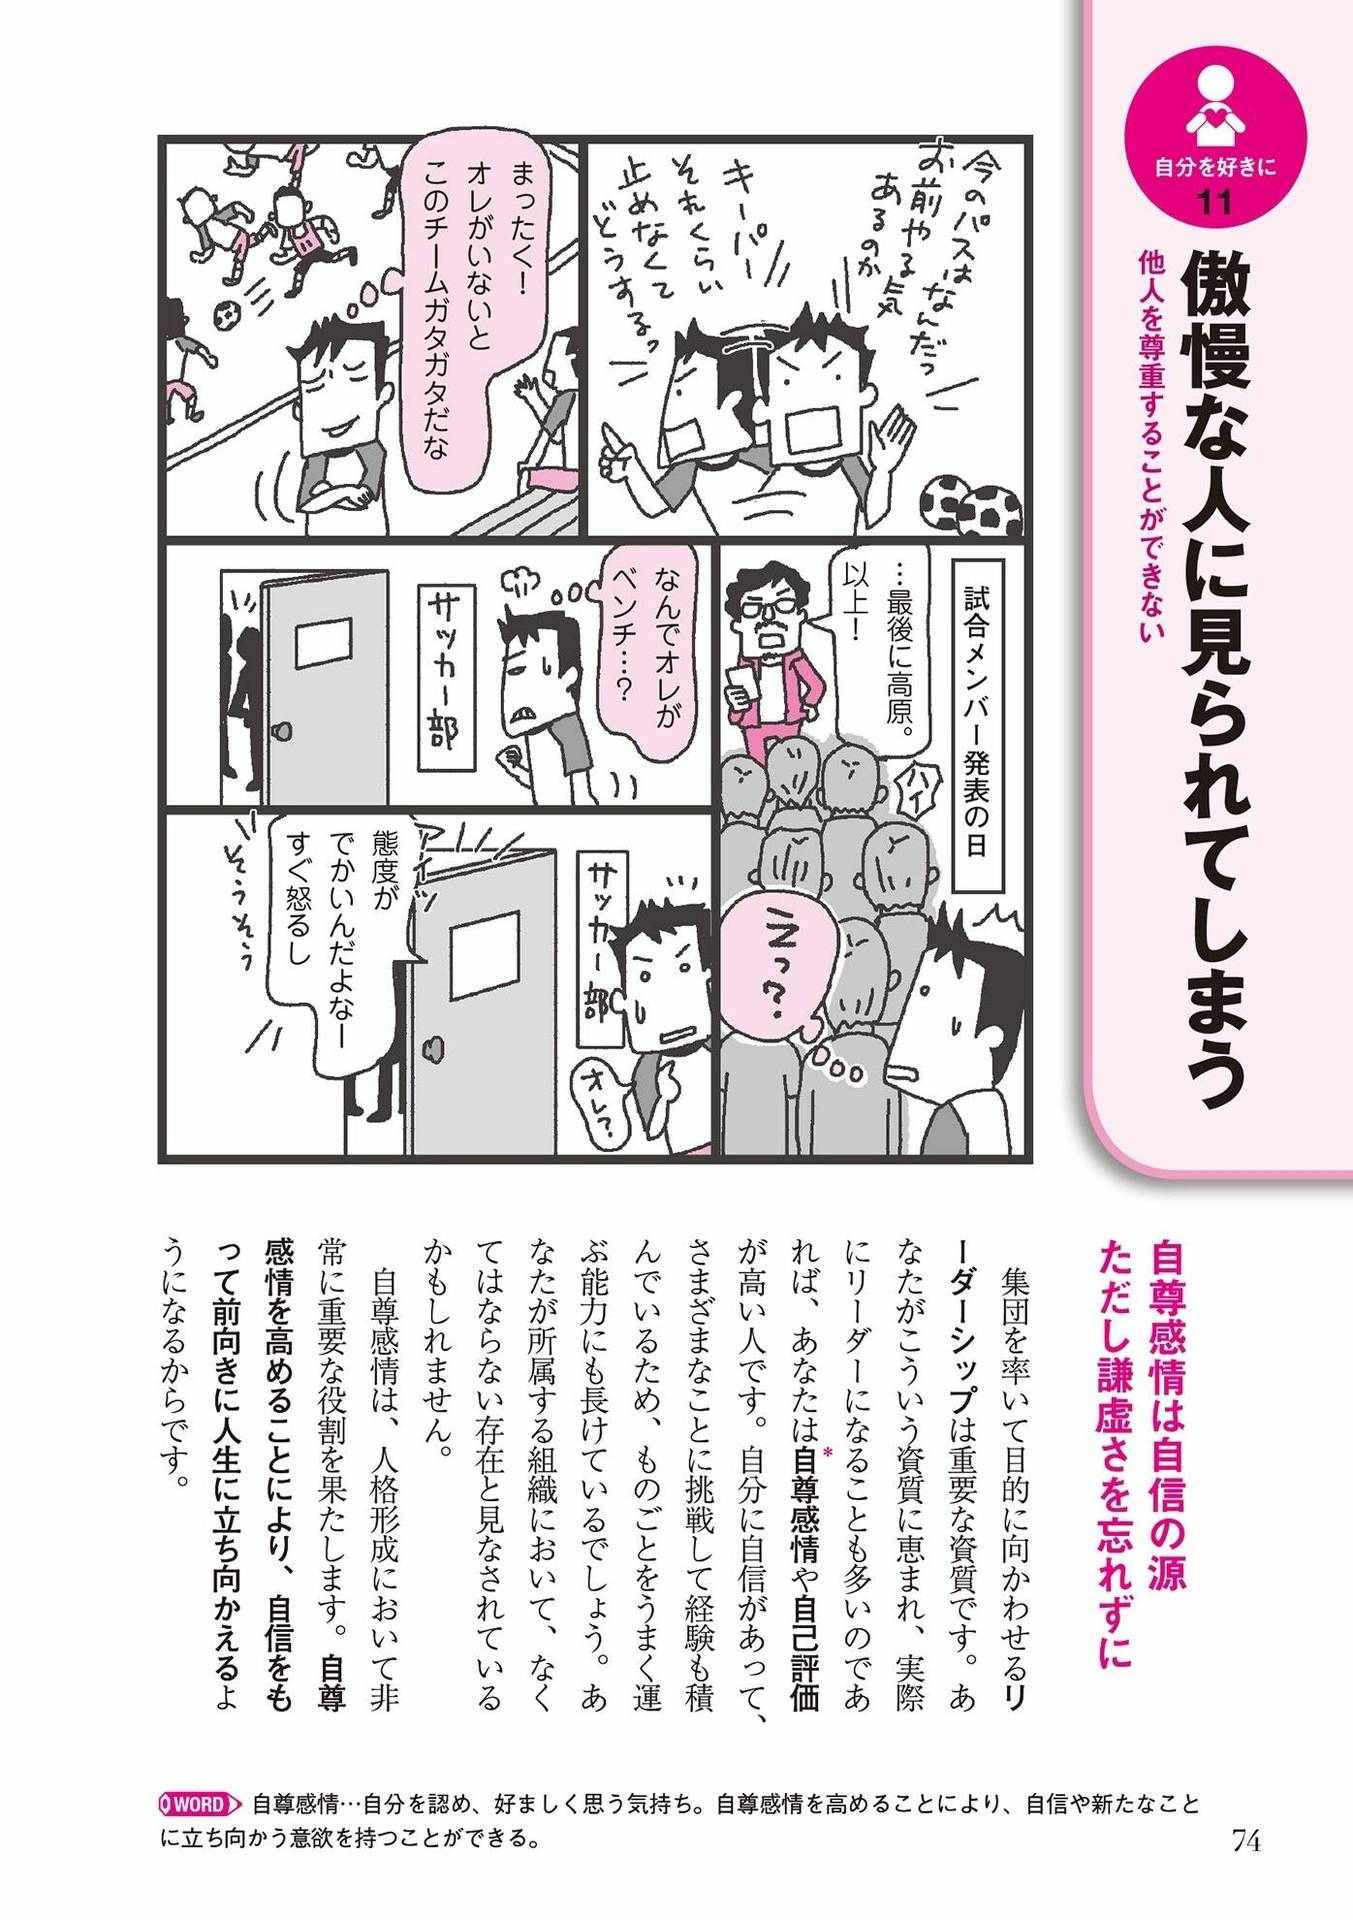 自分を好きに
11
傲慢な人に見られてしまう
他人を尊重することができない
今のパスはなんだっ
お前やる気
あるのか
キーパー
それくらい
止めなくて
どうするっ
まったく！
オレがいないと
このチームガタガタだな
試合メンバー発表の日
…最後に高原。
以上！
ハイ
えっ？
なんでオレが
ベンチ…？
サッカー部
サッカー部
オレ？
アイツ
態度が
でかいんだよなー
すぐ怒るし
そうそう
自尊感情は自信の源
ただし謙虚さを忘れずに
集団を率いて目的に向かわせるリ
ーダーシップは重要な資質です。あ
なたがこういう資質に恵まれ、実際
にリーダーになることも多いのであ
れば、あなたは自尊感情*や自己評価
が高い人です。自分に自信があって、
さまざまなことに挑戦して経験も積
んでいるため、ものごとをうまく運
ぶ能力にも長けているでしょう。あ
なたが所属する組織において、なく
てはならない存在と見なされている
かもしれません。
自尊感情は、人格形成において非
常に重要な役割を果たします。自尊
感情を高めることにより、自信をも
って前向きに人生に立ち向かえるよ
うになるからです。
WORD 自尊感情…自分を認め、好ましく思う気持ち。自尊感情を高めることにより、自信や新たなこと
に立ち向かう意欲を持つことができる。
74